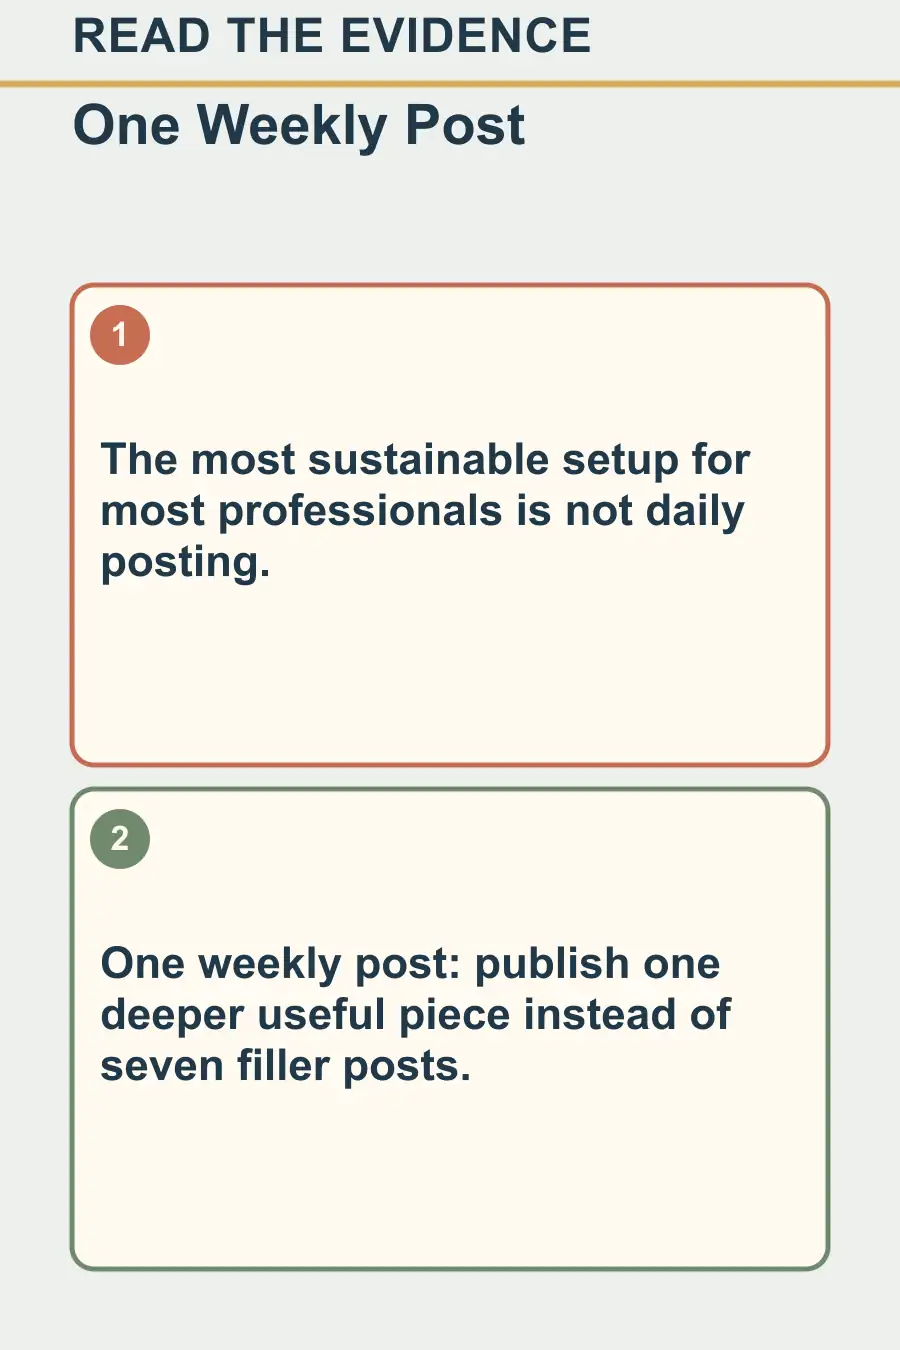 READ THE EVIDENCE
One Weekly Post
1
The most sustainable setup for
most professionals is not daily
posting.
2
One weekly post: publish one
deeper useful piece instead of
seven filler posts.